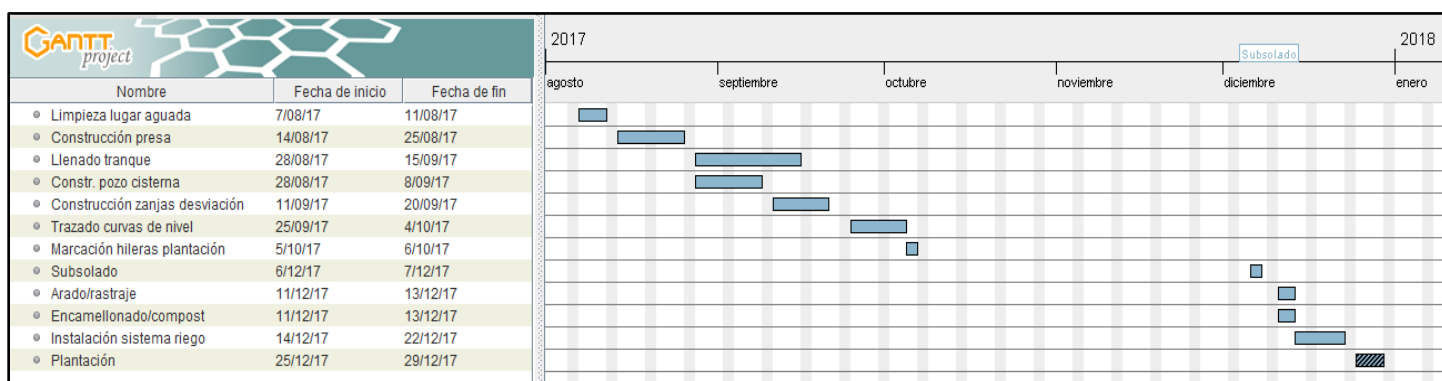 GANTT
project
2017
2018
Subsolado
agosto septiembre octubre noviembre diciembre enero
Nombre Fecha de inicio Fecha de fin
Limpieza lugar aguada 7/08/17 11/08/17
Construcción presa 14/08/17 25/08/17
Llenado tranque 28/08/17 15/09/17
Constr. pozo cisterna 28/08/17 8/09/17
Construcción zanjas desviación 11/09/17 20/09/17
Trazado curvas de nivel 25/09/17 4/10/17
Marcación hileras plantación 5/10/17 6/10/17
Subsolado 6/12/17 7/12/17
Arado/rastraje 11/12/17 13/12/17
Encamellonado/compost 11/12/17 13/12/17
Instalación sistema riego 14/12/17 22/12/17
Plantación 25/12/17 29/12/17